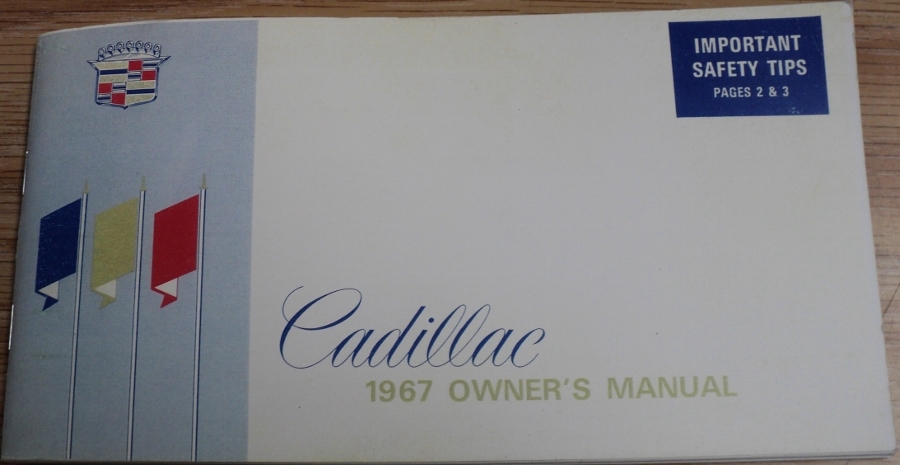 IMPORTANT
SAFETY TIPS
PAGES 2 & 3
Cadillac
1967 OWNER'S MANUAL